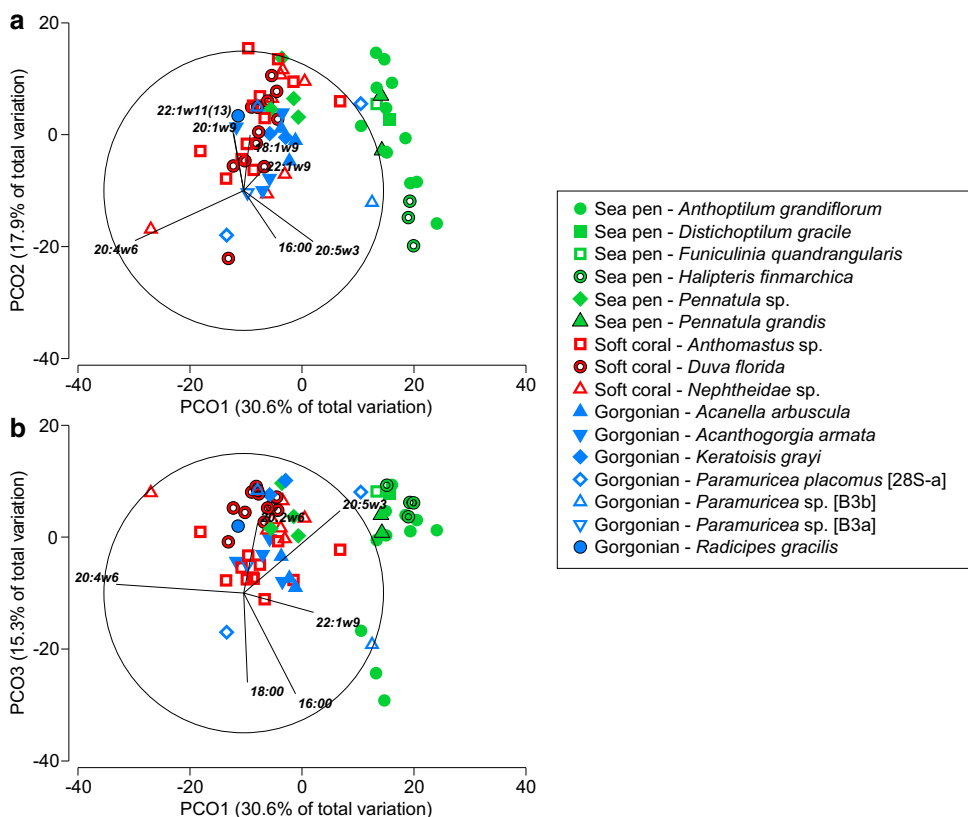 a
20
0
-20
-40
PCO2 (17.9% of total variation)
22:1w11(13)
20:1w9
18:1w9
22:1w9
20:4w6
16:00
20:5w3
-40
-20
0
20
40
PCO1 (30.6% of total variation)
b
20
0
-20
-40
PCO3 (15.3% of total variation)
20:5w3
20:4w6
22:1w9
18:00
16:00
-40
-20
0
20
40
PCO1 (30.6% of total variation)
Sea pen - Anthoptilum grandiflorum
Sea pen - Distichoptilum gracile
Sea pen - Funiculinia quadrangularis
Sea pen - Halipteris finmarchica
Sea pen - Pennatula sp.
Sea pen - Pennatula grandis
Soft coral - Anthomastus sp.
Soft coral - Duva florida
Soft coral - Nephtheidae sp.
Gorgonian - Acanella arbuscula
Gorgonian - Acanthogorgia armata
Gorgonian - Keratoisis grayi
Gorgonian - Paramuricea placomus [28S-a]
Gorgonian - Paramuricea sp. [B3b]
Gorgonian - Paramuricea sp. [B3a]
Gorgonian - Radicipes gracilis